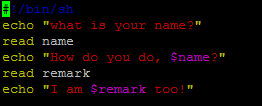 #!/bin/sh
echo "what is your name?"
read name
echo "How do you do, $name?"
read remark
echo "I am $remark too!"